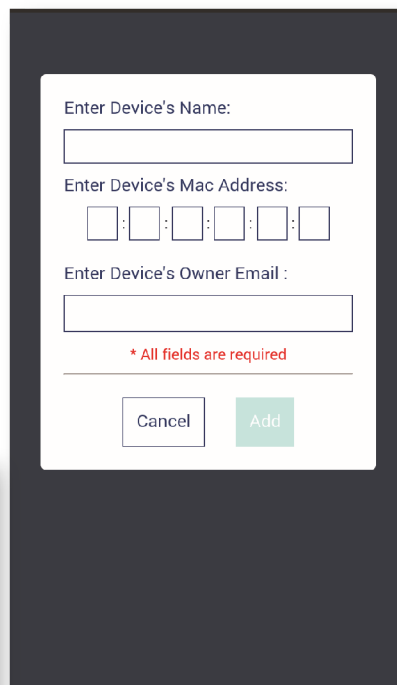 Enter Device's Name:
Enter Device's Mac Address:
: : : : :
Enter Device's Owner Email :
* All fields are required
Cancel Add